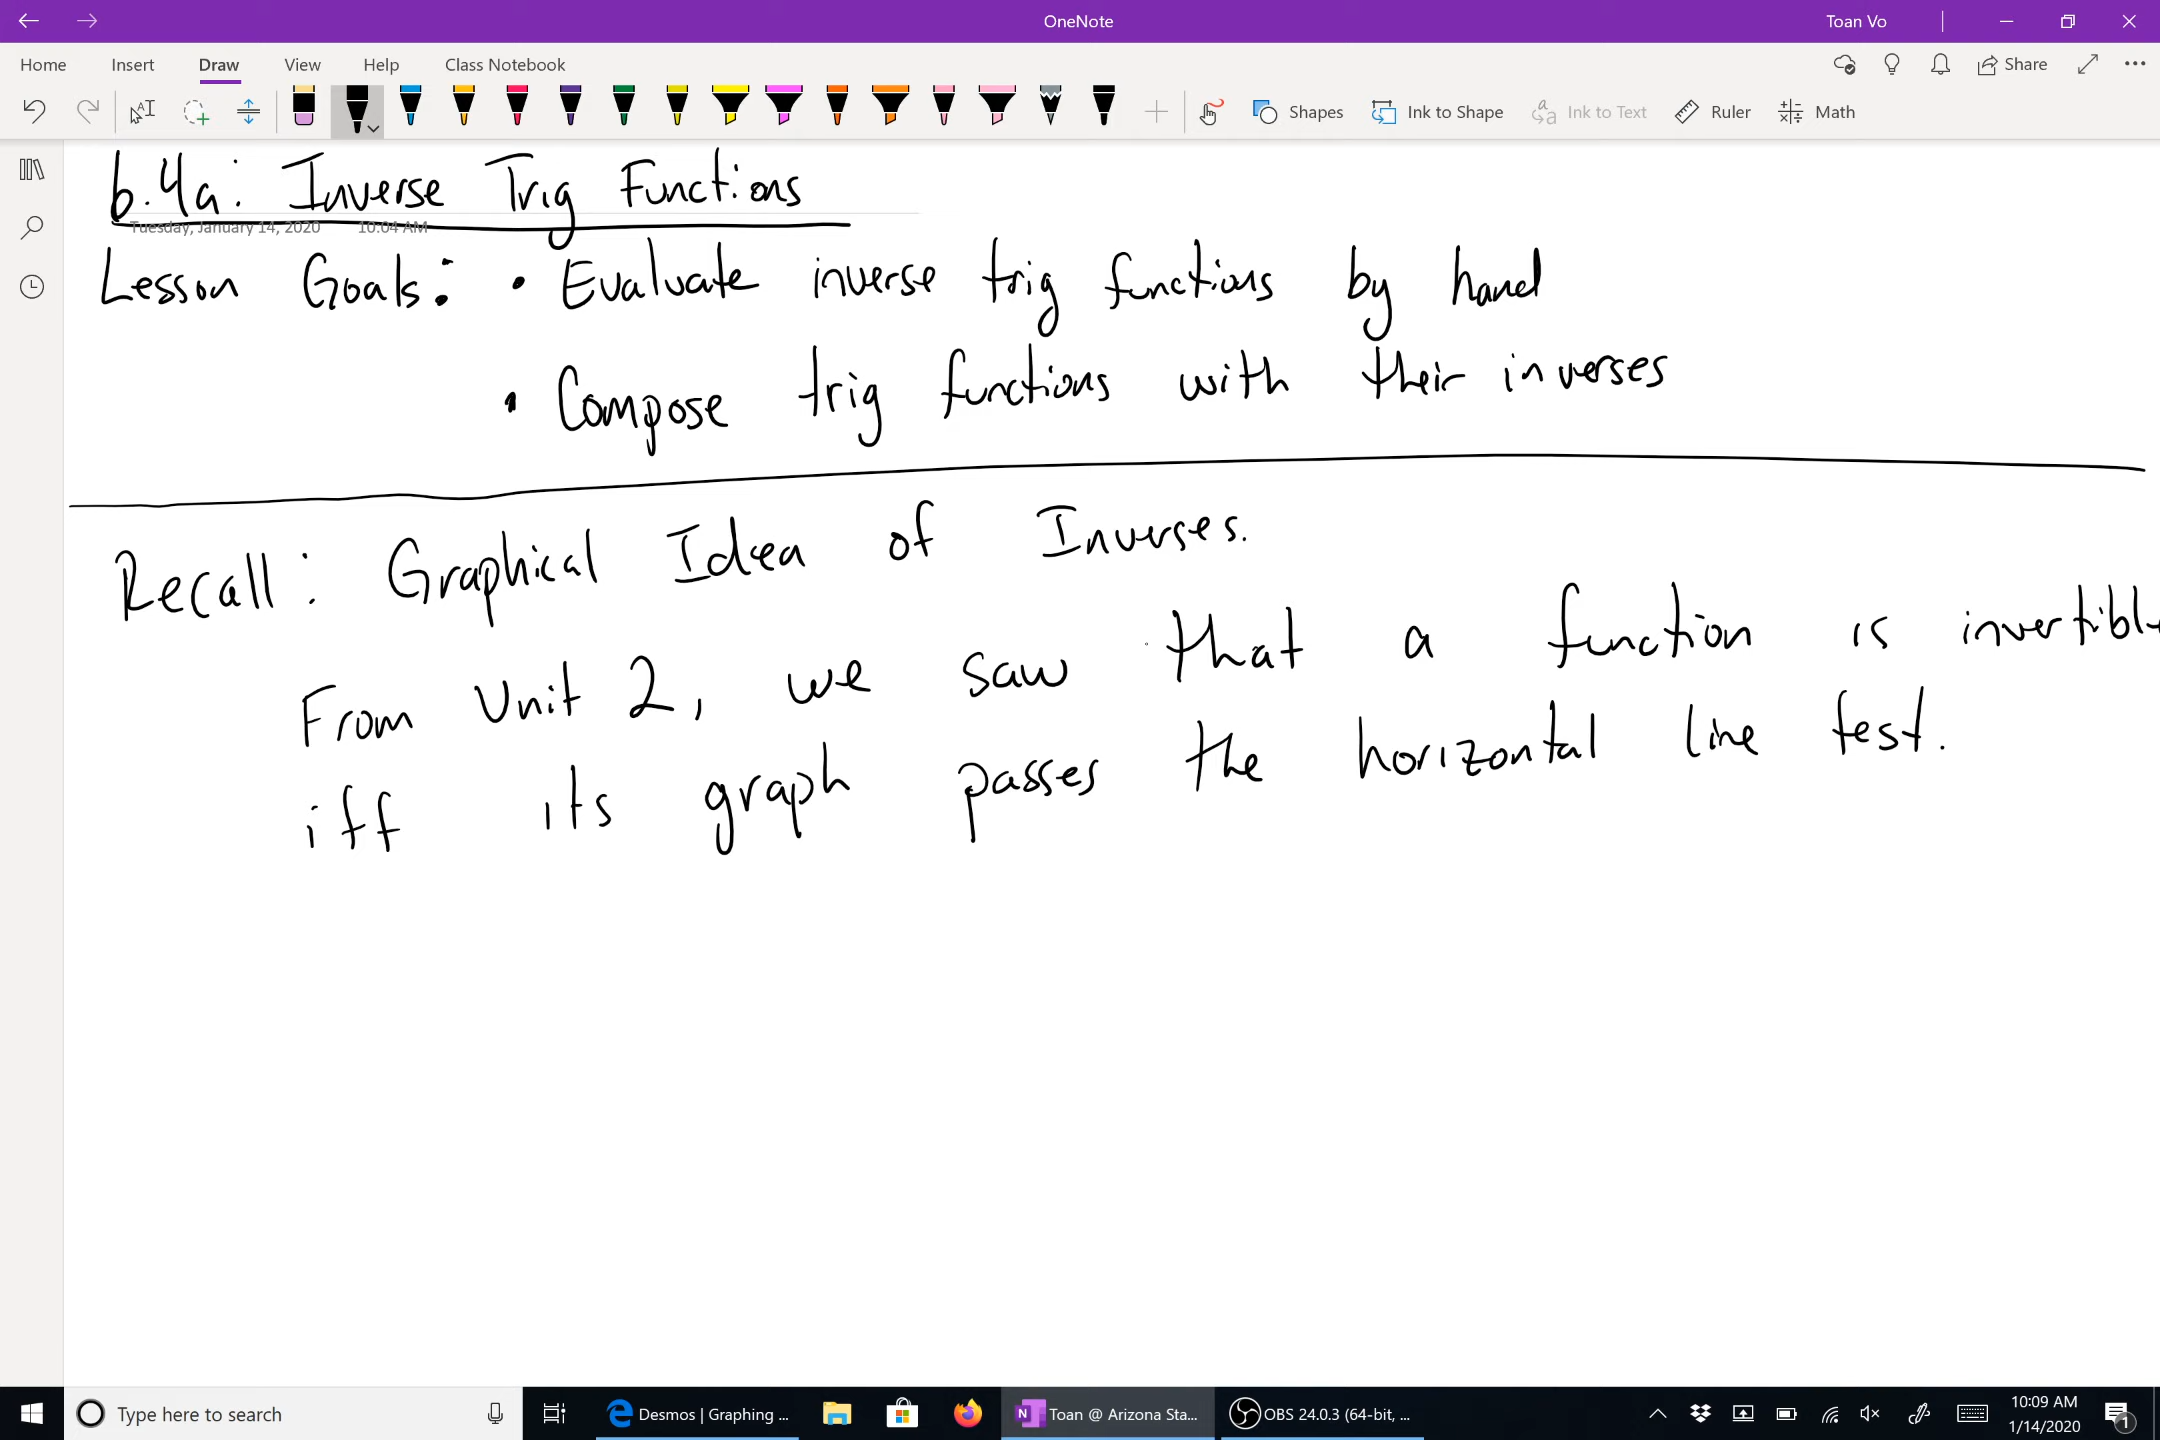 OneNote
Toan Vo
Home Insert Draw View Help Class Notebook
Share
Shapes Ink to Shape Ink to Text Ruler Math
6.4a: Inverse Trig Functions
Tuesday, January 14, 2020 10:04 AM
Lesson Goals: • Evaluate inverse trig functions by hand
• Compose trig functions with their inverses
Recall: Graphical Idea of Inverses.
From Unit 2, we saw that a function is invertible
iff its graph passes the horizontal line test.
Type here to search
Desmos | Graphing ...
Toan @ Arizona Sta...
OBS 24.0.3 (64-bit, ...
10:09 AM
1/14/2020
1